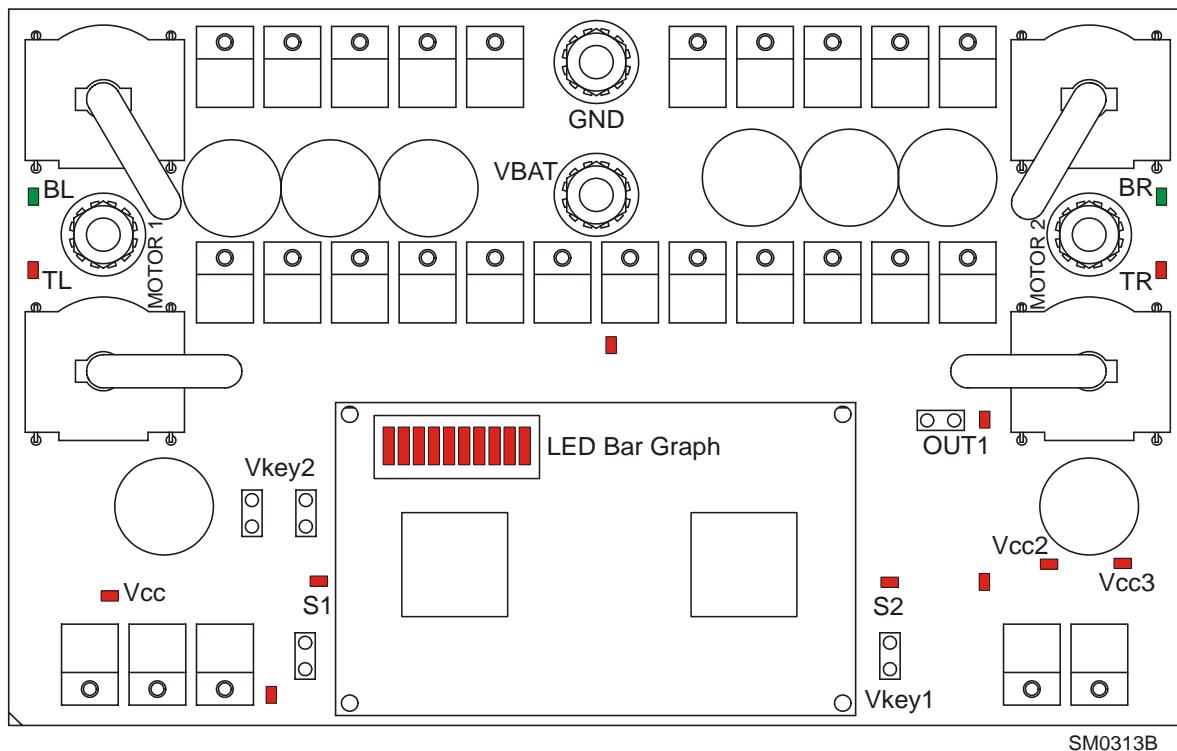 GND
VBAT
BL
BR
MOTOR 1
MOTOR 2
TL
TR
OUT1
LED Bar Graph
Vkey2
Vcc2
Vcc3
Vcc
S1
S2
Vkey1
SM0313B